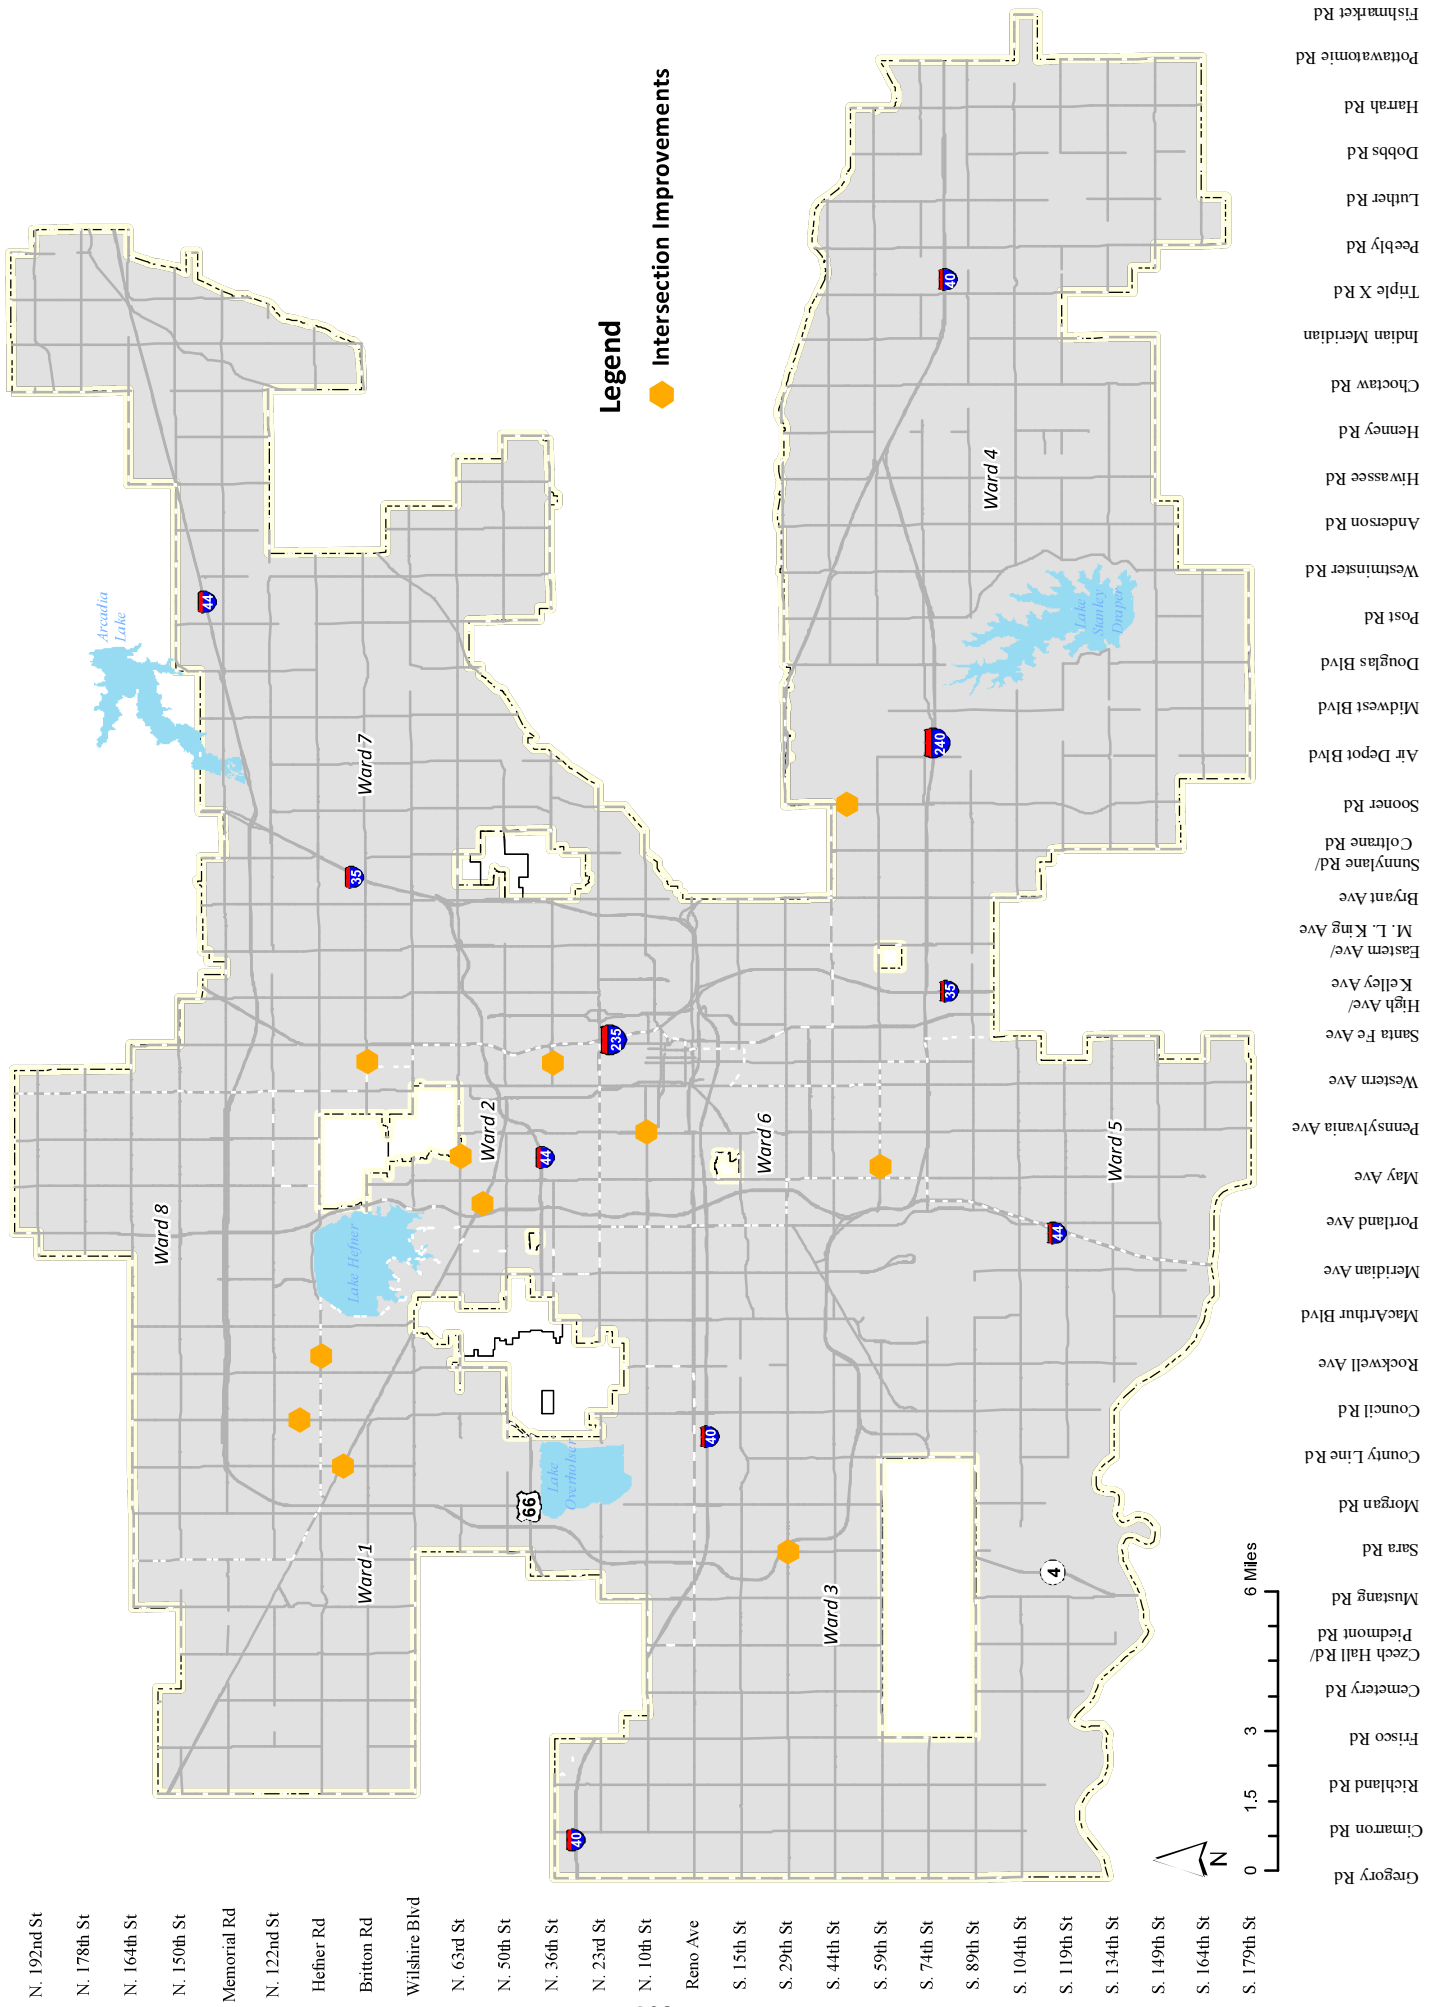 Legend
Intersection Improvements
Arcadia
Lake
Lake Hefner
Lake
Overholser
Lake
Stanley
Draper
Ward 8
Ward 7
Ward 1
Ward 2
Ward 6
Ward 3
Ward 5
Ward 4
44
35
235
44
66
40
40
35
240
40
44
4
N
0
1.5
3
6 Miles
N. 192nd St
N. 178th St
N. 164th St
N. 150th St
Memorial Rd
N. 122nd St
Hefner Rd
Britton Rd
Wilshire Blvd
N. 63rd St
N. 50th St
N. 36th St
N. 23rd St
N. 10th St
Reno Ave
S. 15th St
S. 29th St
S. 44th St
S. 59th St
S. 74th St
S. 89th St
S. 104th St
S. 119th St
S. 134th St
S. 149th St
S. 164th St
S. 179th St
Gregory Rd
Cimarron Rd
Richland Rd
Frisco Rd
Cemetery Rd
Czech Hall Rd/
Piedmont Rd
Mustang Rd
Sara Rd
Morgan Rd
County Line Rd
Council Rd
Rockwell Ave
MacArthur Blvd
Meridian Ave
Portland Ave
May Ave
Pennsylvania Ave
Western Ave
Santa Fe Ave
High Ave/
Kelley Ave
Eastern Ave/
M. L. King Ave
Bryant Ave
Sunnylane Rd/
Coltrane Rd
Sooner Rd
Air Depot Blvd
Midwest Blvd
Douglas Blvd
Post Rd
Westminster Rd
Anderson Rd
Hiwassee Rd
Henney Rd
Choctaw Rd
Indian Meridian
Triple X Rd
Peebly Rd
Luther Rd
Dobbs Rd
Harrah Rd
Pottawatomie Rd
Fishmarket Rd